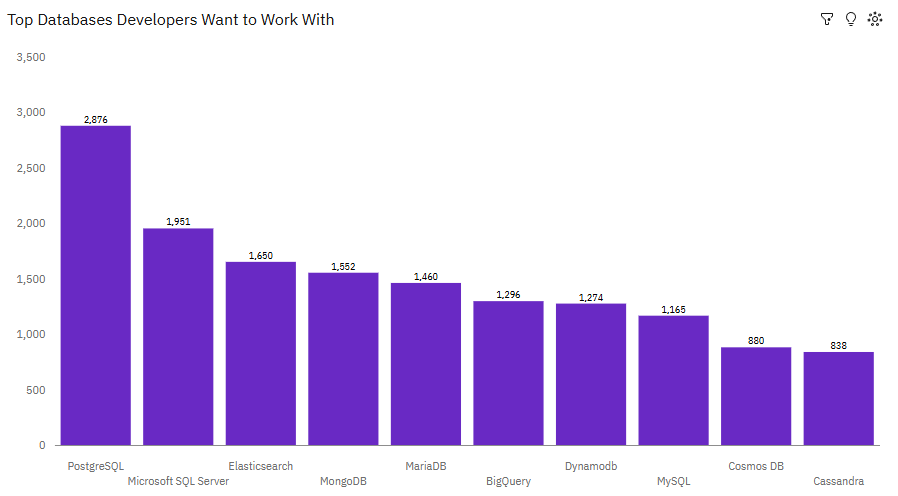 Top Databases Developers Want to Work With
3,500
3,000
2,500
2,000
1,500
1,000
500
0
2,876
1,951
1,650
1,552
1,460
1,296
1,274
1,165
880
838
PostgreSQL
Microsoft SQL Server
Elasticsearch
MongoDB
MariaDB
BigQuery
Dynamodb
MySQL
Cosmos DB
Cassandra